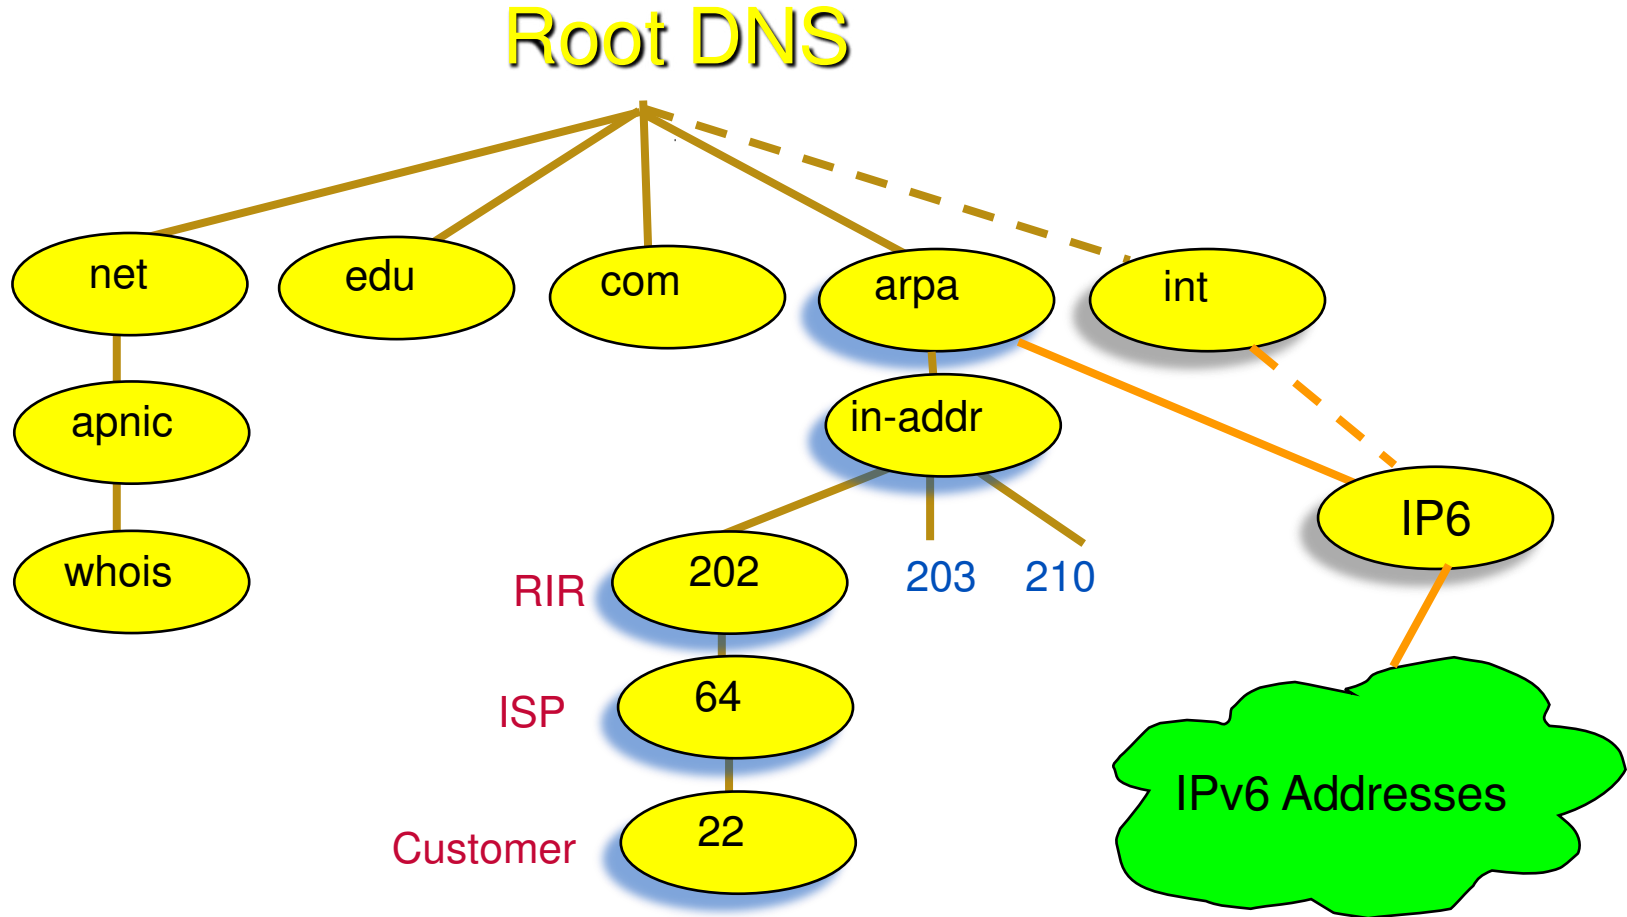 Root DNS
net
edu
com
arpa
int
apnic
in-addr
IP6
whois
RIR
202
203
210
ISP
64
IPv6 Addresses
Customer
22